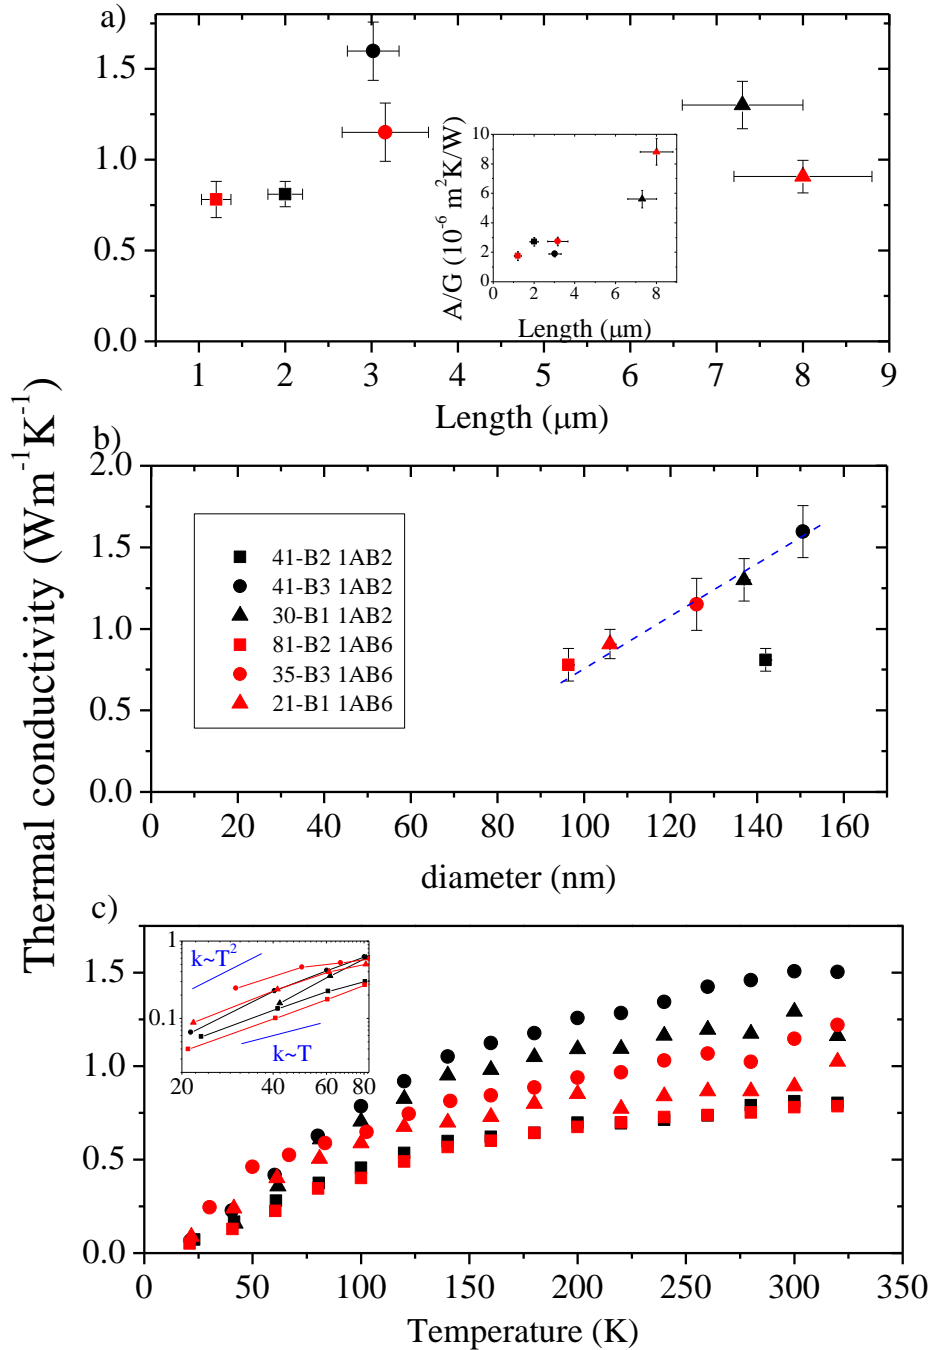 a)
1.5
1.0
0.5
0.0
1 2 3 4 5 6 7 8 9
Length (μm)
A/G (10⁻⁶ m²K/W)
10
8
6
4
2
0
0 2 4 6 8
Length (μm)
Thermal conductivity (Wm⁻¹K⁻¹)
b)
2.0
1.5
1.0
0.5
0.0
41-B2 1AB2
41-B3 1AB2
30-B1 1AB2
81-B2 1AB6
35-B3 1AB6
21-B1 1AB6
0 20 40 60 80 100 120 140 160
diameter (nm)
c)
1.5
1.0
0.5
0.0
1
0.1
k~T²
k~T
20 40 60 80
0 50 100 150 200 250 300 350
Temperature (K)